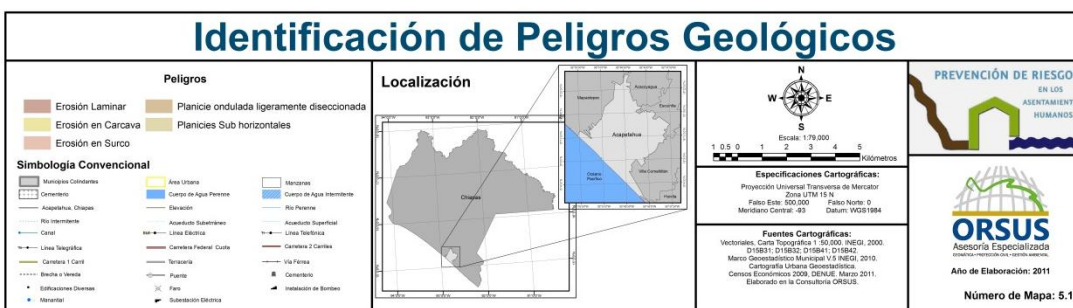 Identificación de Peligros Geológicos
Peligros
Erosión Laminar
Planicie ondulada ligeramente diseccionada
Erosión en Carcava
Planicies Sub horizontales
Erosión en Surco
Simbología Convencional
Municipios Colindantes
Área Urbana
Manzanas
Cementerio
Cuerpo de Agua Perenne
Cuerpo de Agua Intermitente
Acapetahua, Chiapas
Elevación
Río Perenne
Río Intermitente
Acueducto Subetrráneo
Acueducto Superficial
Canal
Línea Eléctrica
Línea Telefónica
Línea Telegráfica
Carretera Federal Cuota
Carretera 2 Carriles
Carretera 1 Carril
Terracería
Vía Férrea
Brecha o Vereda
Puente
Cementerio
Edificaciones Diversas
Faro
Instalación de Bombeo
Manantial
Subestación Eléctrica
Localización
Chiapas
Mapastepec
Acacoyagua
Escuintla
Acapetahua
Océano
Pacífico
Villa Comaltitlán
Huixtla
N
W
E
S
Escala: 1:79,000
1 0.5 0 1 2 3 4 5
Kilómetros
Especificaciones Cartográficas:
Proyección Universal Transversa de Mercator
Zona UTM 15 N
Falso Este: 500,000 Falso Norte: 0
Meridiano Central: -93 Datum: WGS1984
Fuentes Cartográficas:
Vectoriales, Carta Topográfica 1 :50,000. INEGI, 2000.
D15B31; D15B32; D15B41; D15B42.
Marco Geoestadístico Municipal V.5 INEGI, 2010.
Cartografía Urbana Geoestadística.
Censos Económicos 2009, DENUE. Marzo 2011.
Elaborado en la Consultoría ORSUS.
PREVENCIÓN DE RIESGO
EN LOS
ASENTAMIENT
HUMANOS
ORSUS
Asesoría Especializada
Año de Elaboración: 2011
Número de Mapa: 5.1